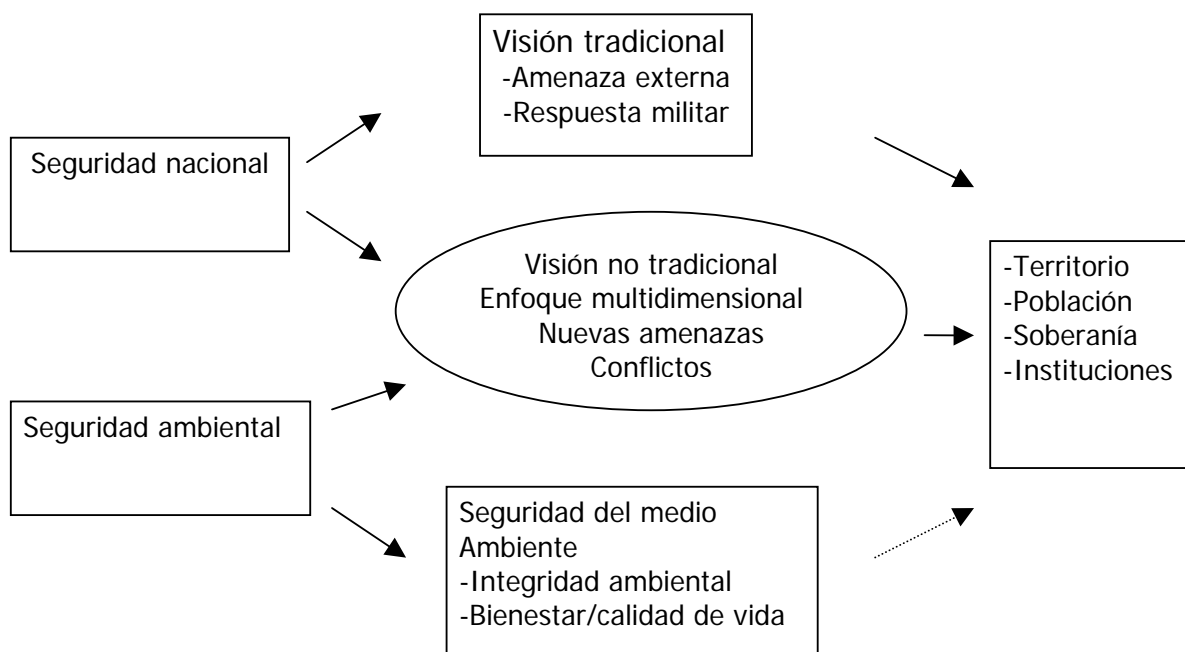 Visión tradicional
-Amenaza externa
-Respuesta militar
Seguridad nacional
Visión no tradicional
Enfoque multidimensional
Nuevas amenazas
Conflictos
-Territorio
-Población
-Soberanía
-Instituciones
Seguridad ambiental
Seguridad del medio
Ambiente
-Integridad ambiental
-Bienestar/calidad de vida